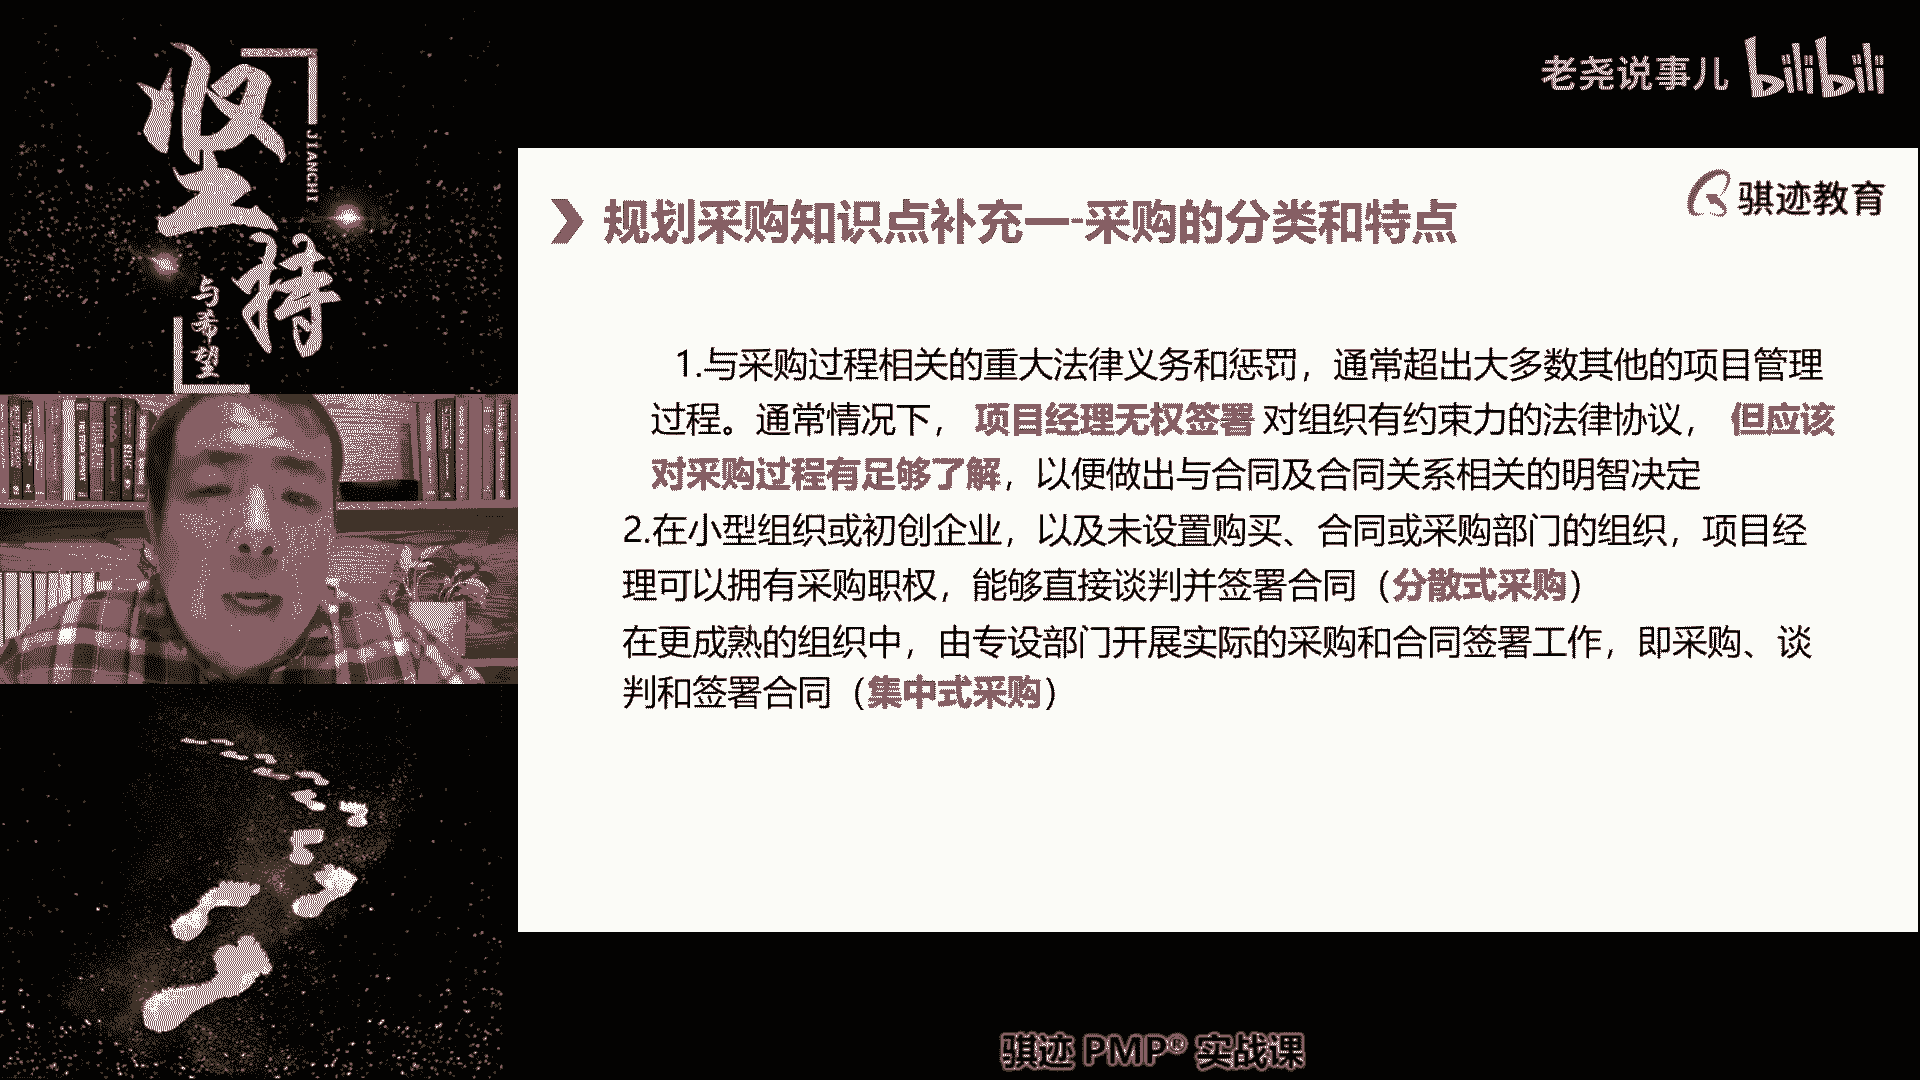 坚持
JIANCHI
与希望
老尧说事儿 bilibili
骐迹教育
规划采购知识点补充一-采购的分类和特点
1.与采购过程相关的重大法律义务和惩罚，通常超出大多数其他的项目管理
过程。通常情况下， 项目经理无权签署 对组织有约束力的法律协议， 但应该
对采购过程有足够了解，以便做出与合同及合同关系相关的明智决定
2.在小型组织或初创企业，以及未设置购买、合同或采购部门的组织，项目经
理可以拥有采购职权，能够直接谈判并签署合同（分散式采购）
在更成熟的组织中，由专设部门开展实际的采购和合同签署工作，即采购、谈
判和签署合同（集中式采购）
骐迹 PMP® 实战课